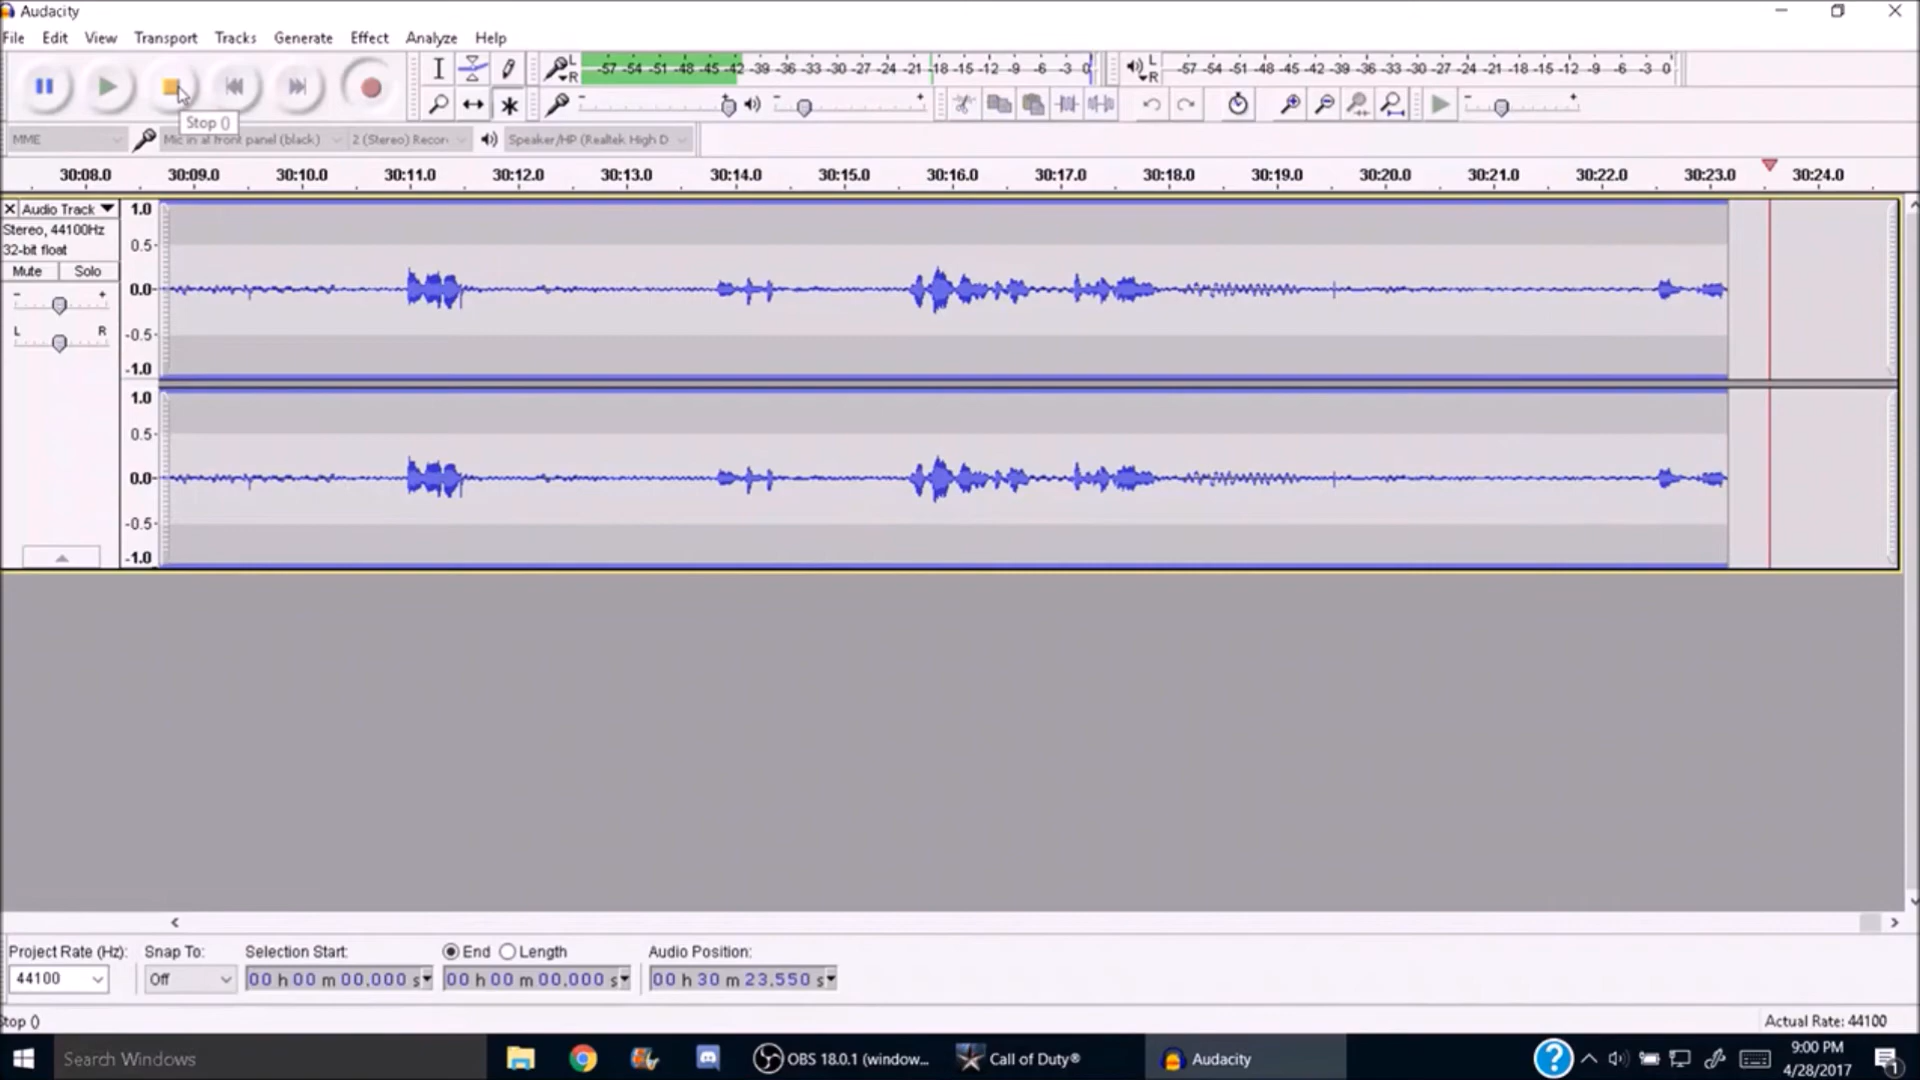 Audacity
File Edit View Transport Tracks Generate Effect Analyze Help
L R -57 -54 -51 -48 -45 -42 -39 -36 -33 -30 -27 -24 -21 -18 -15 -12 -9 -6 -3 0 L R -57 -54 -51 -48 -45 -42 -39 -36 -33 -30 -27 -24 -21 -18 -15 -12 -9 -6 -3 0
Stop ()
MME Mic in at front panel (black) 2 (Stereo) Recor Speaker/HP (Realtek High D
30:08.0 30:09.0 30:10.0 30:11.0 30:12.0 30:13.0 30:14.0 30:15.0 30:16.0 30:17.0 30:18.0 30:19.0 30:20.0 30:21.0 30:22.0 30:23.0 30:24.0
Audio Track
Stereo, 44100Hz
32-bit float
Mute Solo
- +
L R
1.0
0.5
0.0
-0.5
-1.0
1.0
0.5
0.0
-0.5
-1.0
Project Rate (Hz): Snap To: Selection Start: End Length Audio Position:
44100 Off 00 h 00 m 00.000 s 00 h 00 m 00.000 s 00 h 30 m 23.550 s
Stop () Actual Rate: 44100
Search Windows OBS 18.0.1 (window... Call of Duty® Audacity 9:00 PM
4/28/2017 1